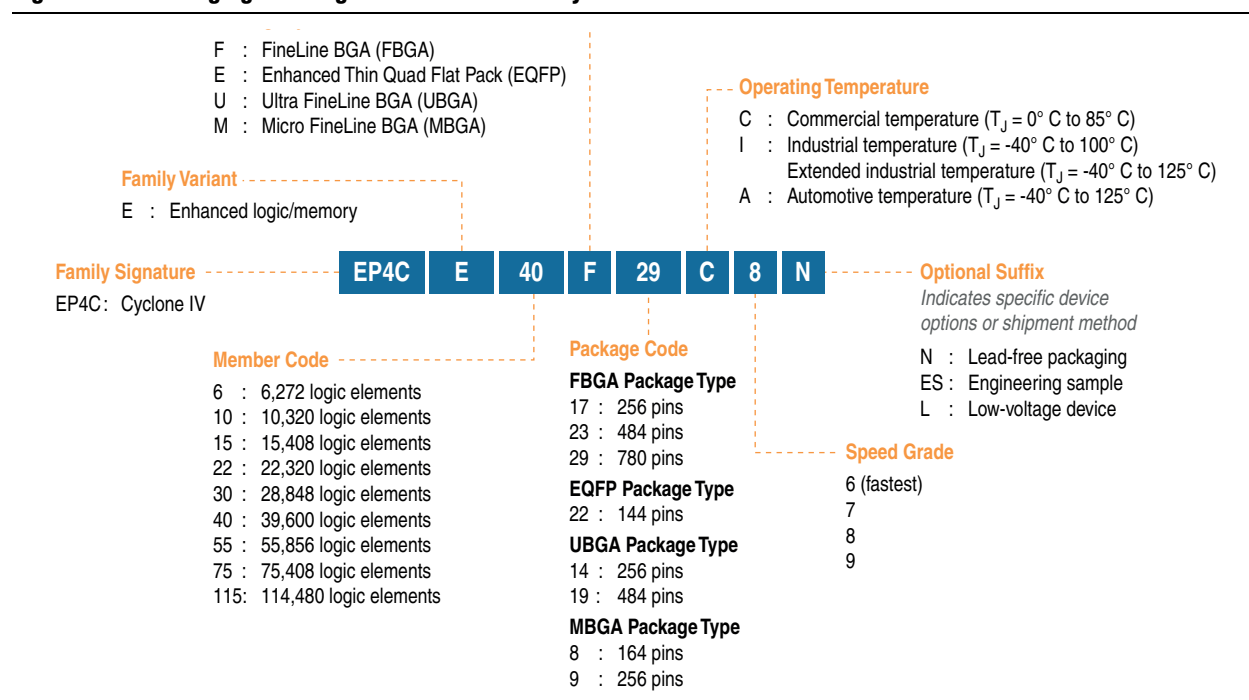 F : FineLine BGA (FBGA)
E : Enhanced Thin Quad Flat Pack (EQFP)
U : Ultra FineLine BGA (UBGA)
M : Micro FineLine BGA (MBGA)
Operating Temperature
C : Commercial temperature (TJ = 0° C to 85° C)
I : Industrial temperature (TJ = -40° C to 100° C)
Extended industrial temperature (TJ = -40° C to 125° C)
A : Automotive temperature (TJ = -40° C to 125° C)
Family Variant
E : Enhanced logic/memory
Family Signature
EP4C : Cyclone IV
EP4C E 40 F 29 C 8 N
Optional Suffix
Indicates specific device
options or shipment method
N : Lead-free packaging
ES : Engineering sample
L : Low-voltage device
Member Code
6 : 6,272 logic elements
10 : 10,320 logic elements
15 : 15,408 logic elements
22 : 22,320 logic elements
30 : 28,848 logic elements
40 : 39,600 logic elements
55 : 55,856 logic elements
75 : 75,408 logic elements
115: 114,480 logic elements
Package Code
FBGA Package Type
17 : 256 pins
23 : 484 pins
29 : 780 pins
EQFP Package Type
22 : 144 pins
UBGA Package Type
14 : 256 pins
19 : 484 pins
MBGA Package Type
8 : 164 pins
9 : 256 pins
Speed Grade
6 (fastest)
7
8
9